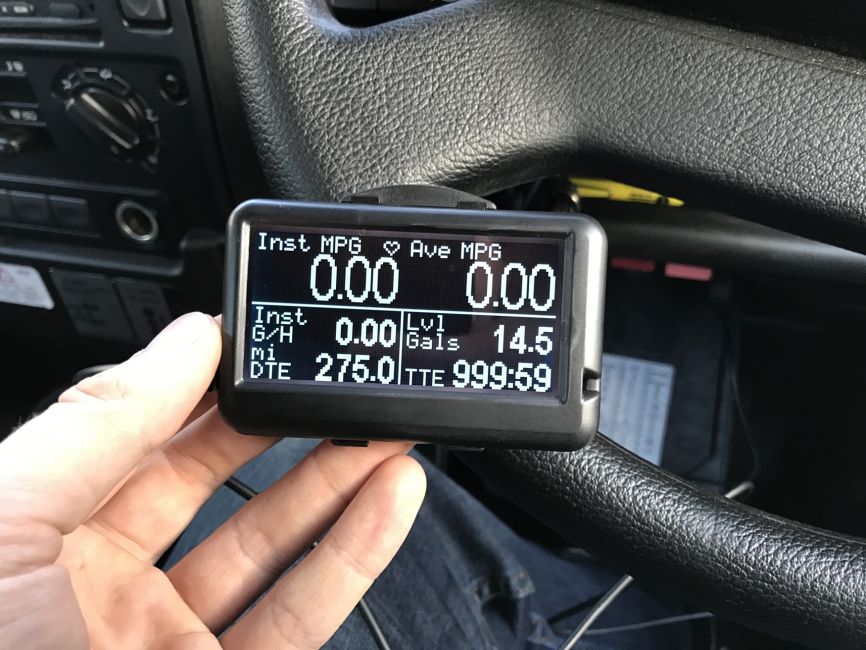 Inst MPG ♡ Ave MPG
0.00 0.00
Inst G/H 0.00
Lvl Gals 14.5
mi DTE 275.0
TTE 999:59